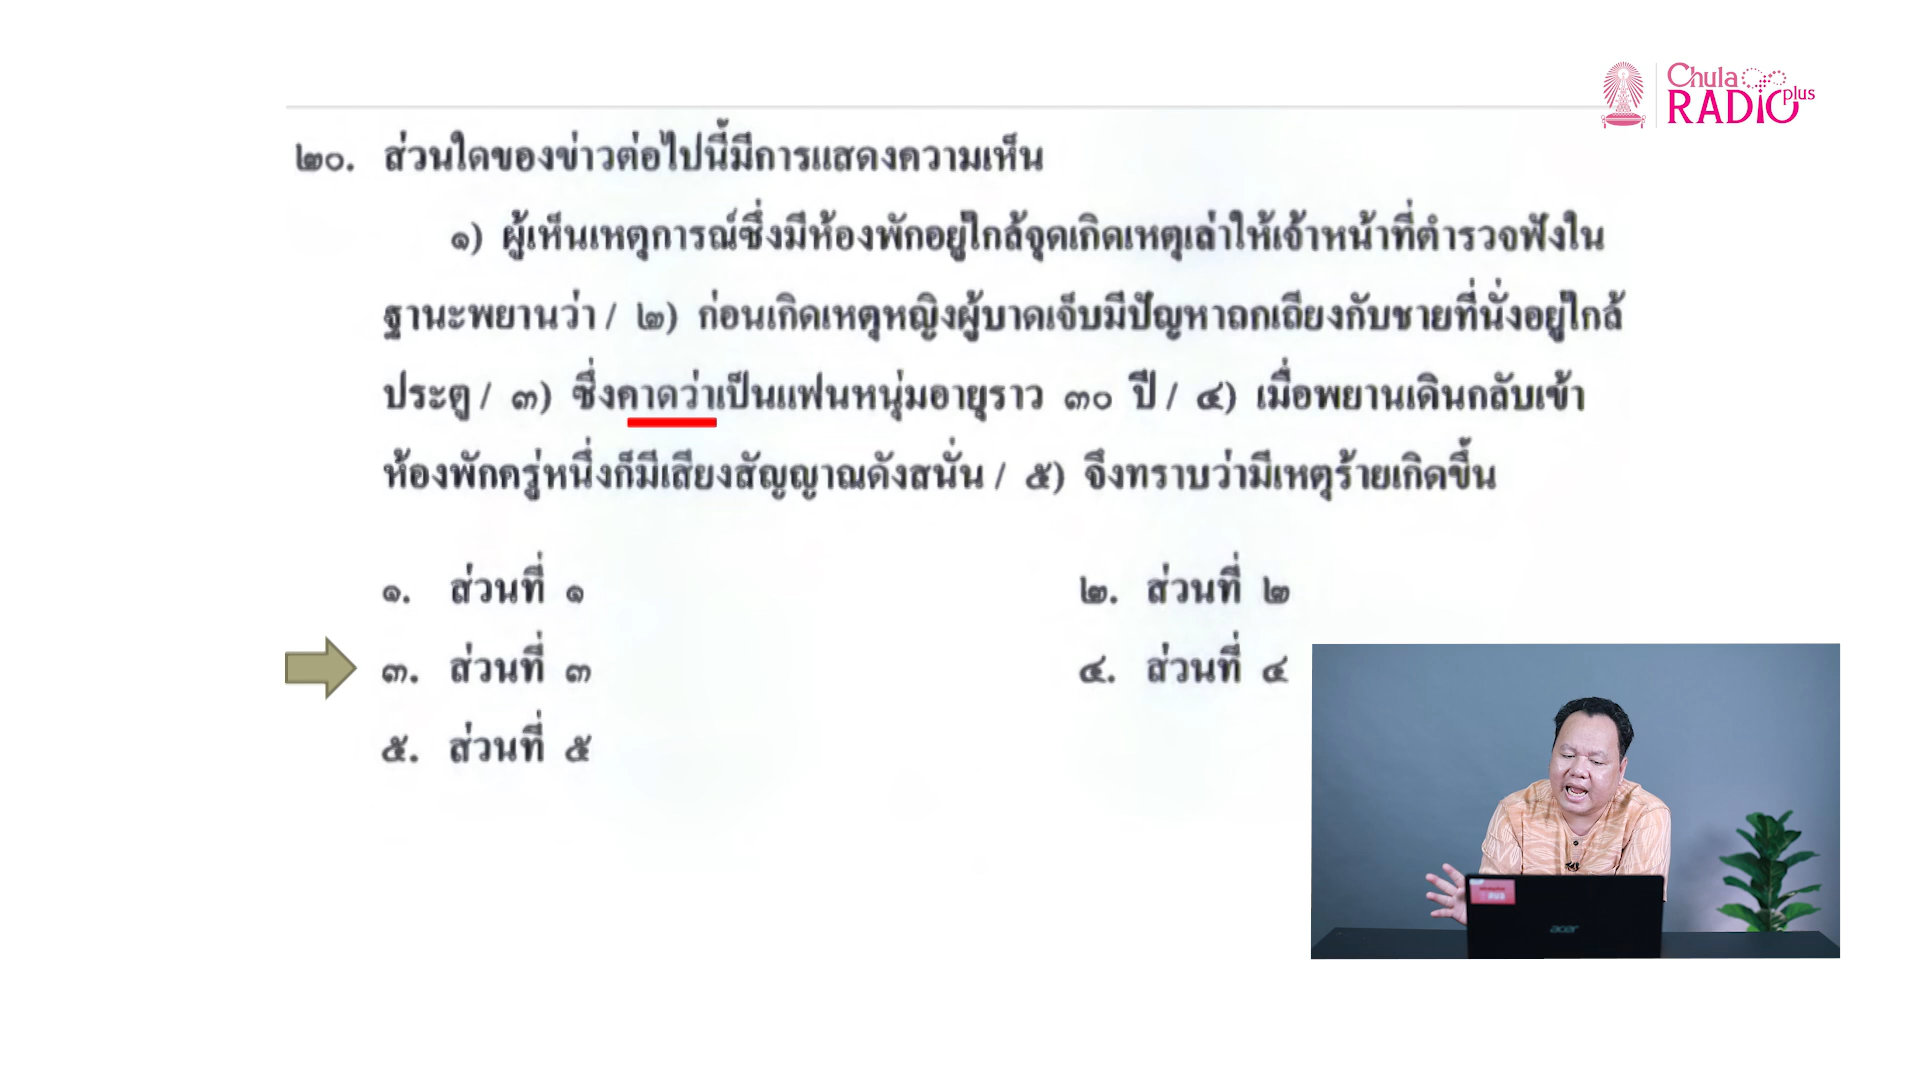 Chula
RADIO plus
๒๐. ส่วนใดของข่าวต่อไปนี้มีการแสดงความเห็น
๑) ผู้เห็นเหตุการณ์ซึ่งมีห้องพักอยู่ใกล้จุดเกิดเหตุเล่าให้เจ้าหน้าที่ตำรวจฟังใน
ฐานะพยานว่า / ๒) ก่อนเกิดเหตุหญิงผู้บาดเจ็บมีปัญหาถกเถียงกับชายที่นั่งอยู่ใกล้
ประตู / ๓) ซึ่งคาดว่าเป็นแฟนหนุ่มอายุราว ๓๐ ปี / ๔) เมื่อพยานเดินกลับเข้า
ห้องพักครู่หนึ่งก็มีเสียงสัญญาณดังสนั่น / ๕) จึงทราบว่ามีเหตุร้ายเกิดขึ้น
๑. ส่วนที่ ๑
๒. ส่วนที่ ๒
๓. ส่วนที่ ๓
๔. ส่วนที่ ๔
๕. ส่วนที่ ๕
acer